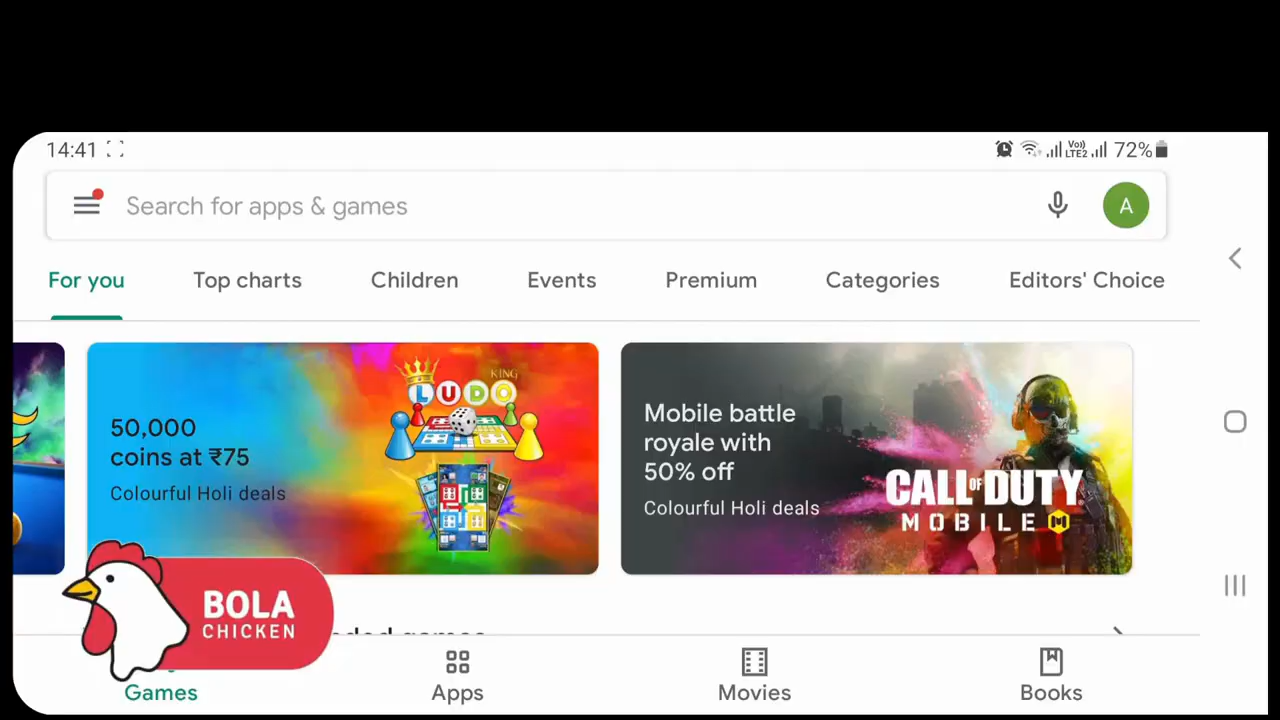 14:41
Vo)) LTE2 72%
Search for apps & games
A
For you Top charts Children Events Premium Categories Editors' Choice
50,000
coins at ₹75
Colourful Holi deals
KING
LUDO
Mobile battle
royale with
50% off
Colourful Holi deals
CALL OF DUTY
MOBILE
BOLA
CHICKEN
Games Apps Movies Books